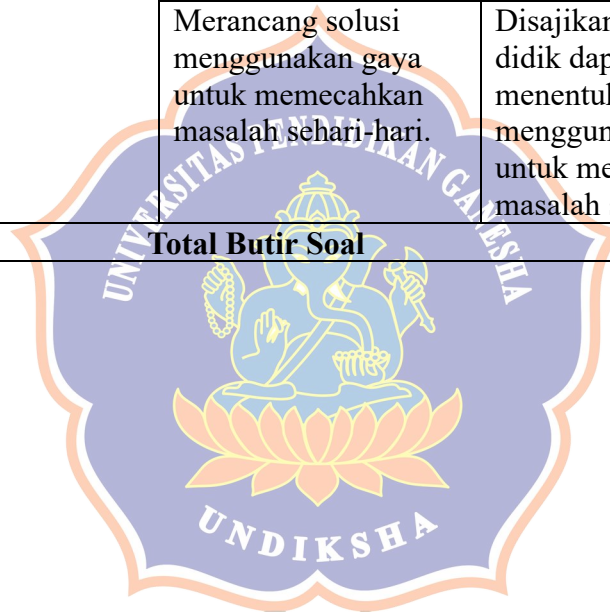 Merancang solusi
menggunakan gaya
untuk memecahkan
masalah sehari-hari.
Disajikan
didik dap
menentuk
menggun
untuk me
masalah
Total Butir Soal
UNIVERSITAS PENDIDIKAN GANESHA
UNDIKSHA